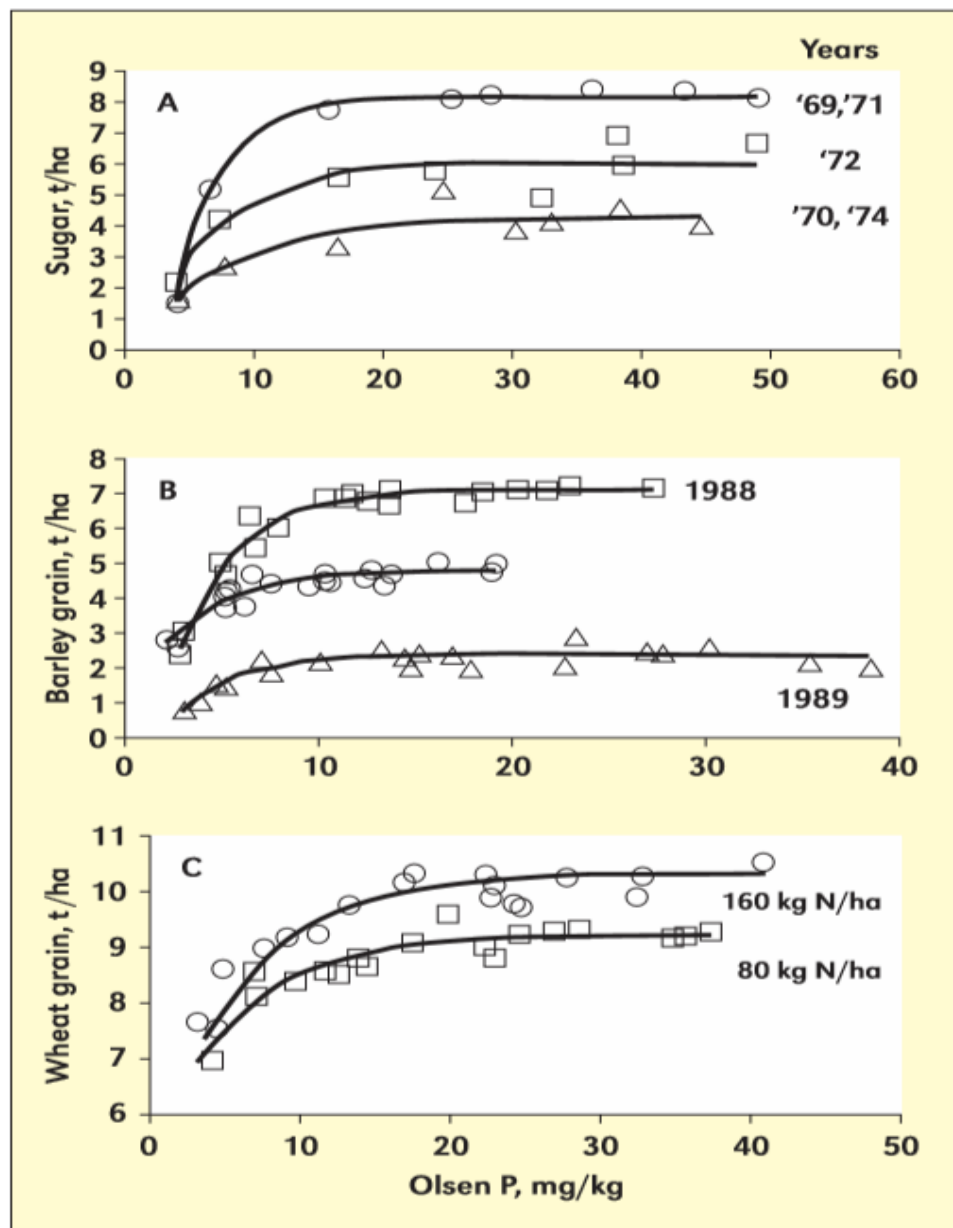 Years
9
8
7
6
5
4
3
2
1
0
A
Sugar, t/ha
‘69,’71
‘72
’70, ‘74
0 10 20 30 40 50 60
8
7
6
5
4
3
2
1
0
B
Barley grain, t/ha
1988
1989
0 10 20 30 40
11
10
9
8
7
6
C
Wheat grain, t/ha
160 kg N/ha
80 kg N/ha
0 10 20 30 40 50
Olsen P, mg/kg